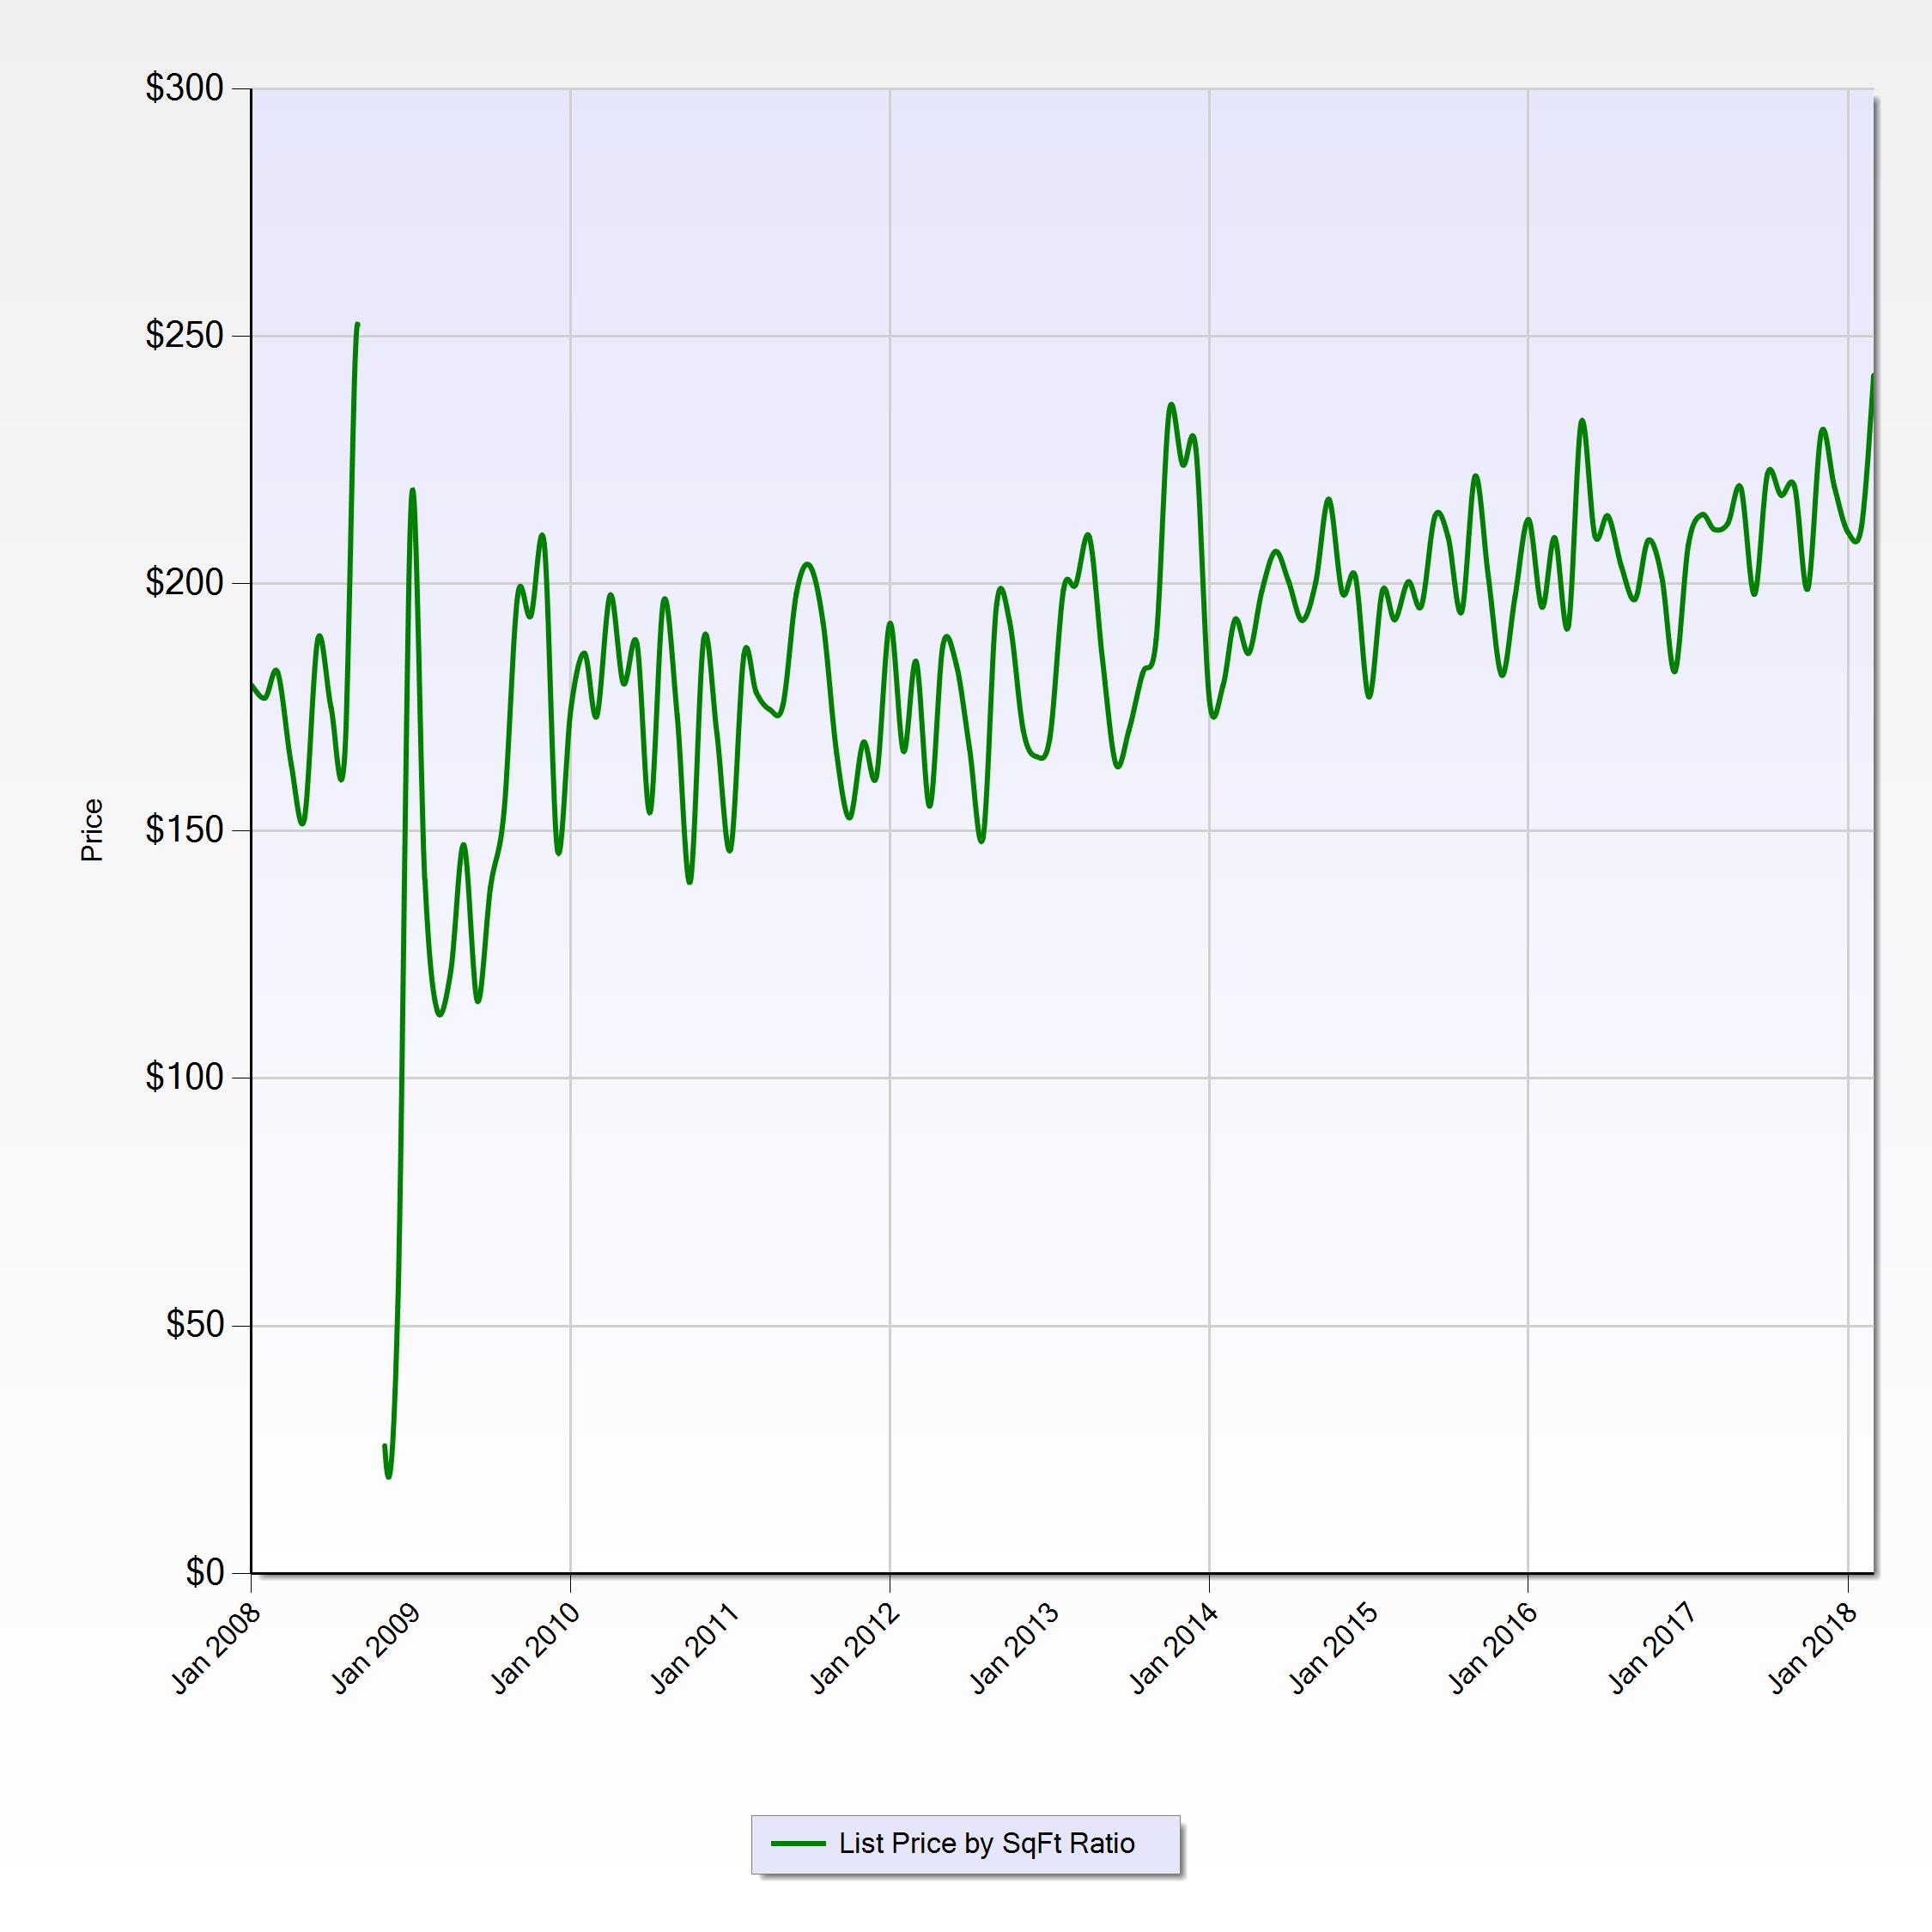 $300
$250
$200
$150
$100
$50
$0
Price
Jan 2008
Jan 2009
Jan 2010
Jan 2011
Jan 2012
Jan 2013
Jan 2014
Jan 2015
Jan 2016
Jan 2017
Jan 2018
List Price by SqFt Ratio